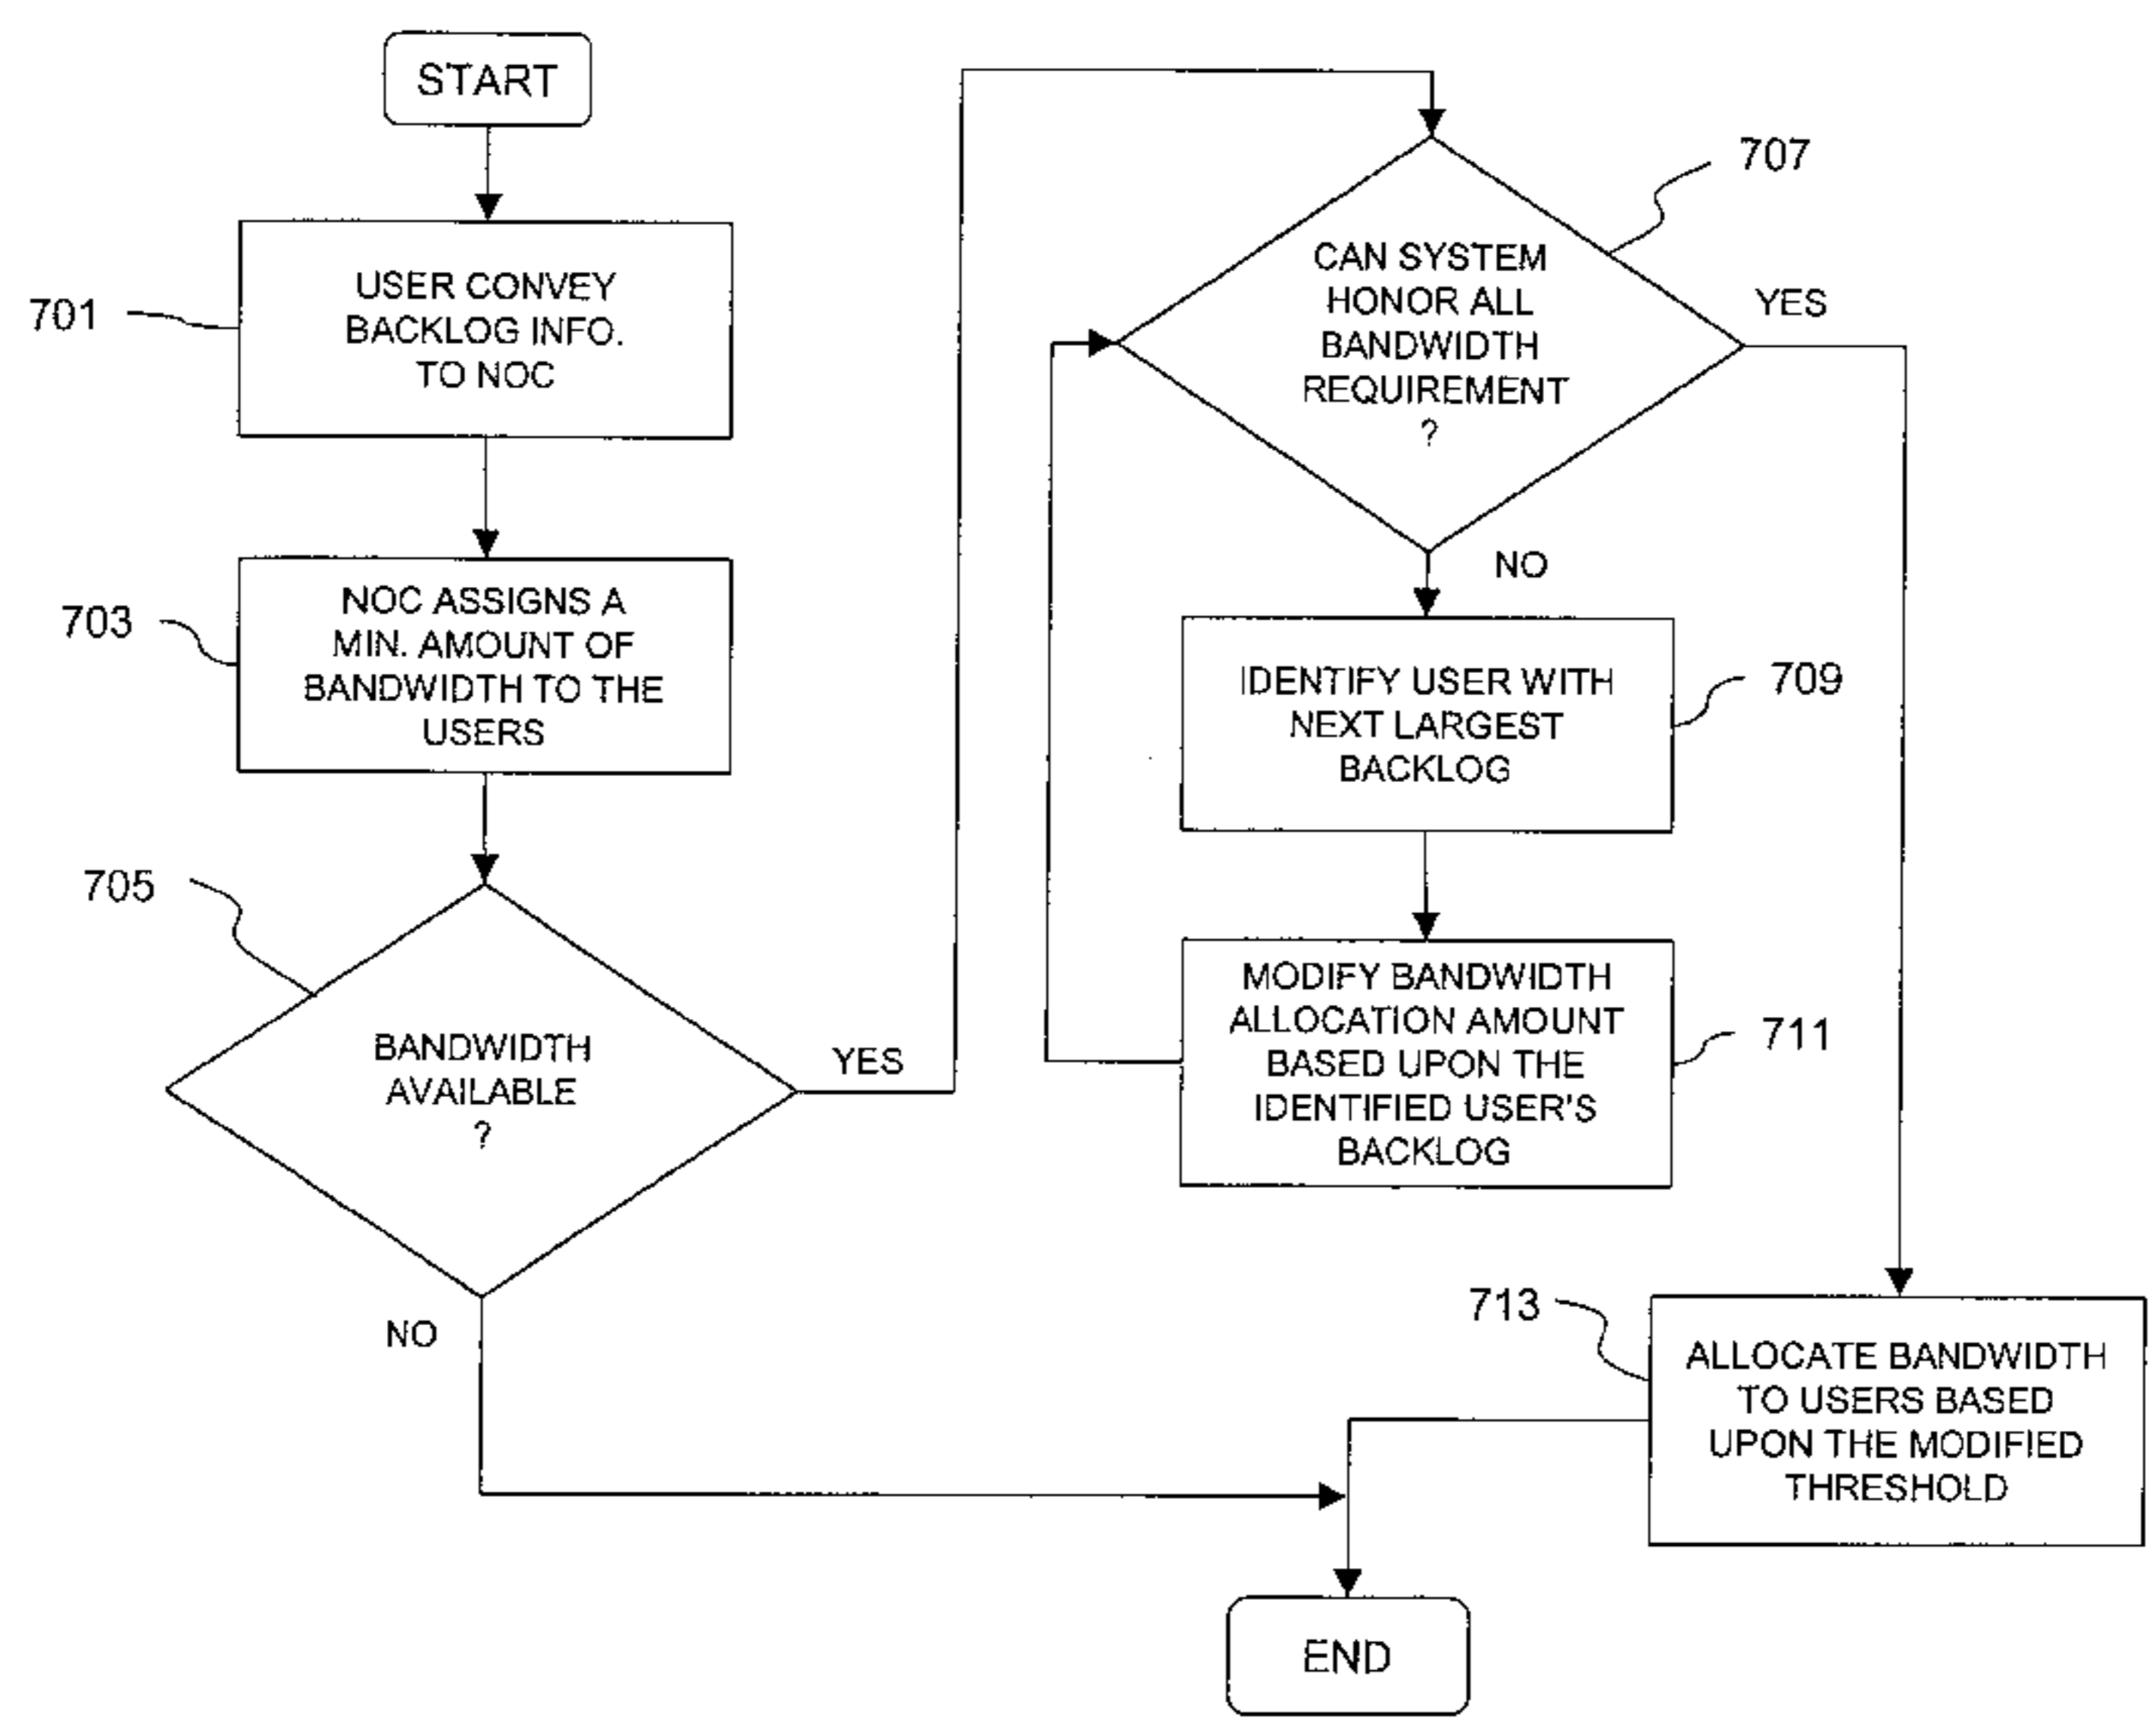 START
701
USER CONVEY
BACKLOG INFO.
TO NOC
703
NOC ASSIGNS A
MIN. AMOUNT OF
BANDWIDTH TO THE
USERS
705
BANDWIDTH
AVAILABLE
?
YES
NO
707
CAN SYSTEM
HONOR ALL
BANDWIDTH
REQUIREMENT
?
YES
NO
709
IDENTIFY USER WITH
NEXT LARGEST
BACKLOG
711
MODIFY BANDWIDTH
ALLOCATION AMOUNT
BASED UPON THE
IDENTIFIED USER'S
BACKLOG
713
ALLOCATE BANDWIDTH
TO USERS BASED
UPON THE MODIFIED
THRESHOLD
END